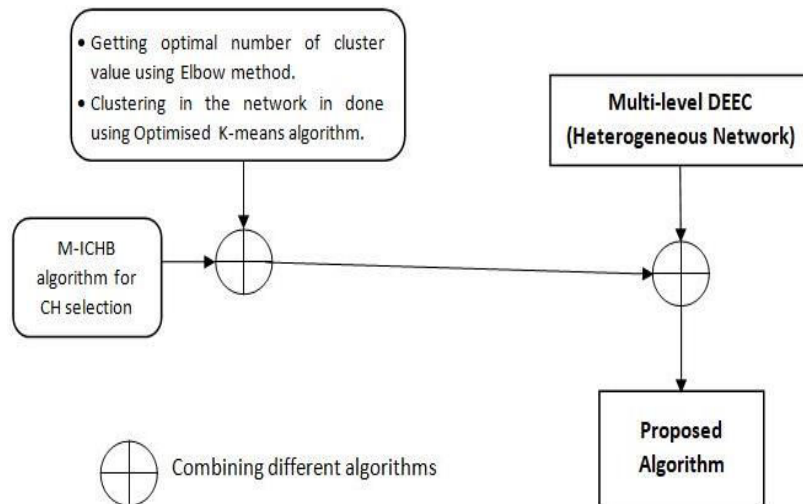 • Getting optimal number of cluster
value using Elbow method.
• Clustering in the network in done
using Optimised K-means algorithm.
Multi-level DEEC
(Heterogeneous Network)
M-ICHB
algorithm for
CH selection
Proposed
Algorithm
Combining different algorithms